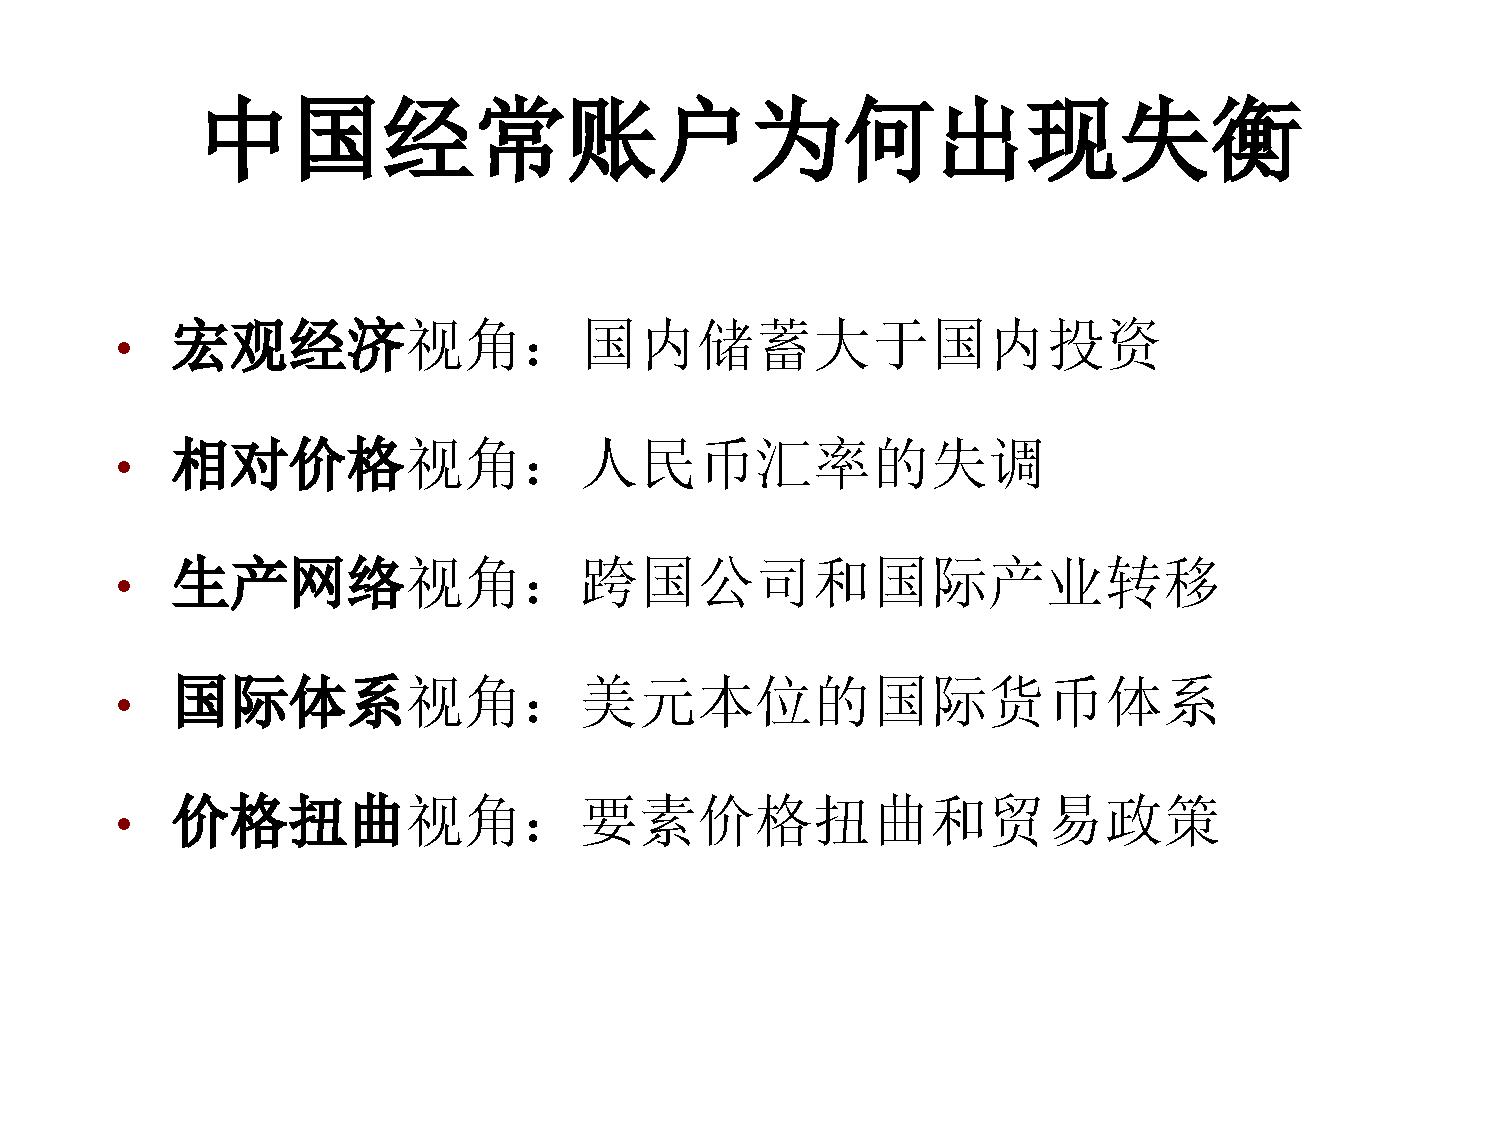 中国经常账户为何出现失衡
• 宏观经济视角：国内储蓄大于国内投资
• 相对价格视角：人民币汇率的失调
• 生产网络视角：跨国公司和国际产业转移
• 国际体系视角：美元本位的国际货币体系
• 价格扭曲视角：要素价格扭曲和贸易政策